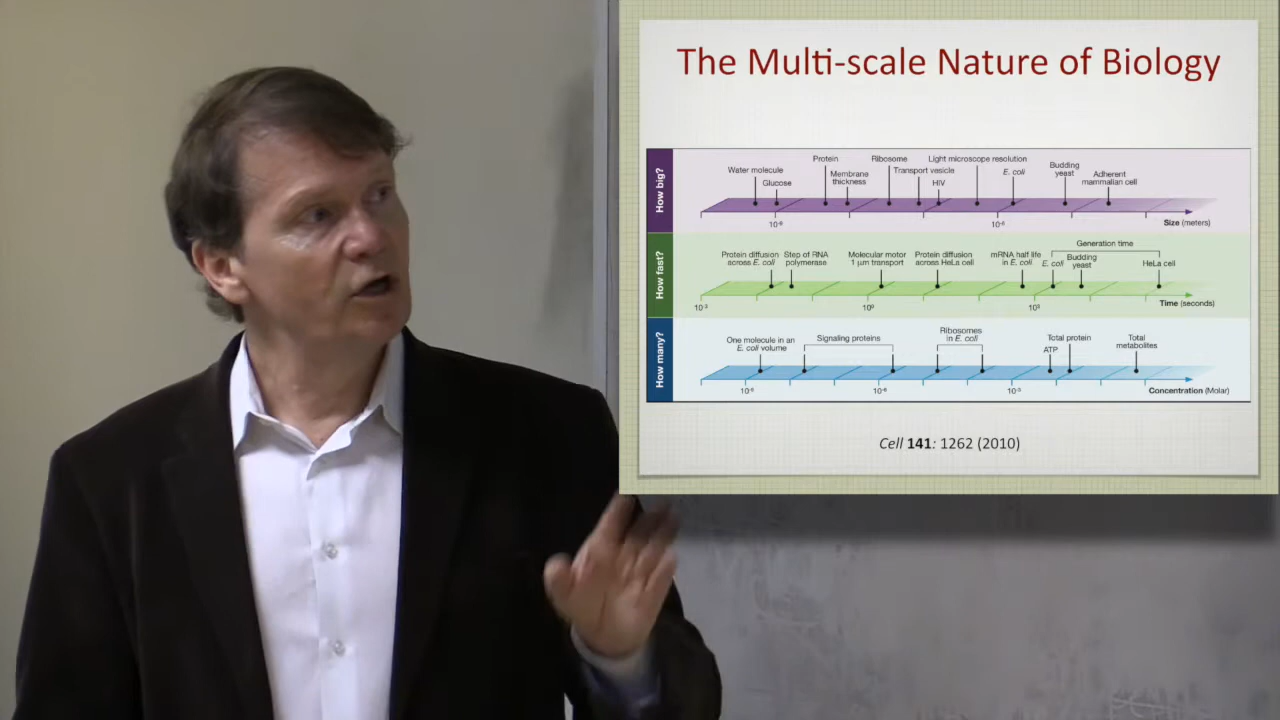 The Multi-scale Nature of Biology
How big?
Water molecule
Glucose
Protein
Membrane
thickness
Ribosome
Transport vesicle
HIV
Light microscope resolution
E. coli
Budding
yeast
Adherent
mammalian cell
Size (meters)
How fast?
Protein diffusion
across E. coli
Step of RNA
polymerase
Molecular motor
1 μm transport
Protein diffusion
across HeLa cell
mRNA half life
in E. coli
Generation time
E. coli
Budding
yeast
HeLa cell
10⁰
Time (seconds)
How many?
One molecule in an
E. coli volume
Signaling proteins
Ribosomes
in E. coli
ATP
Total protein
Total
metabolites
Concentration (Molar)
Cell 141: 1262 (2010)